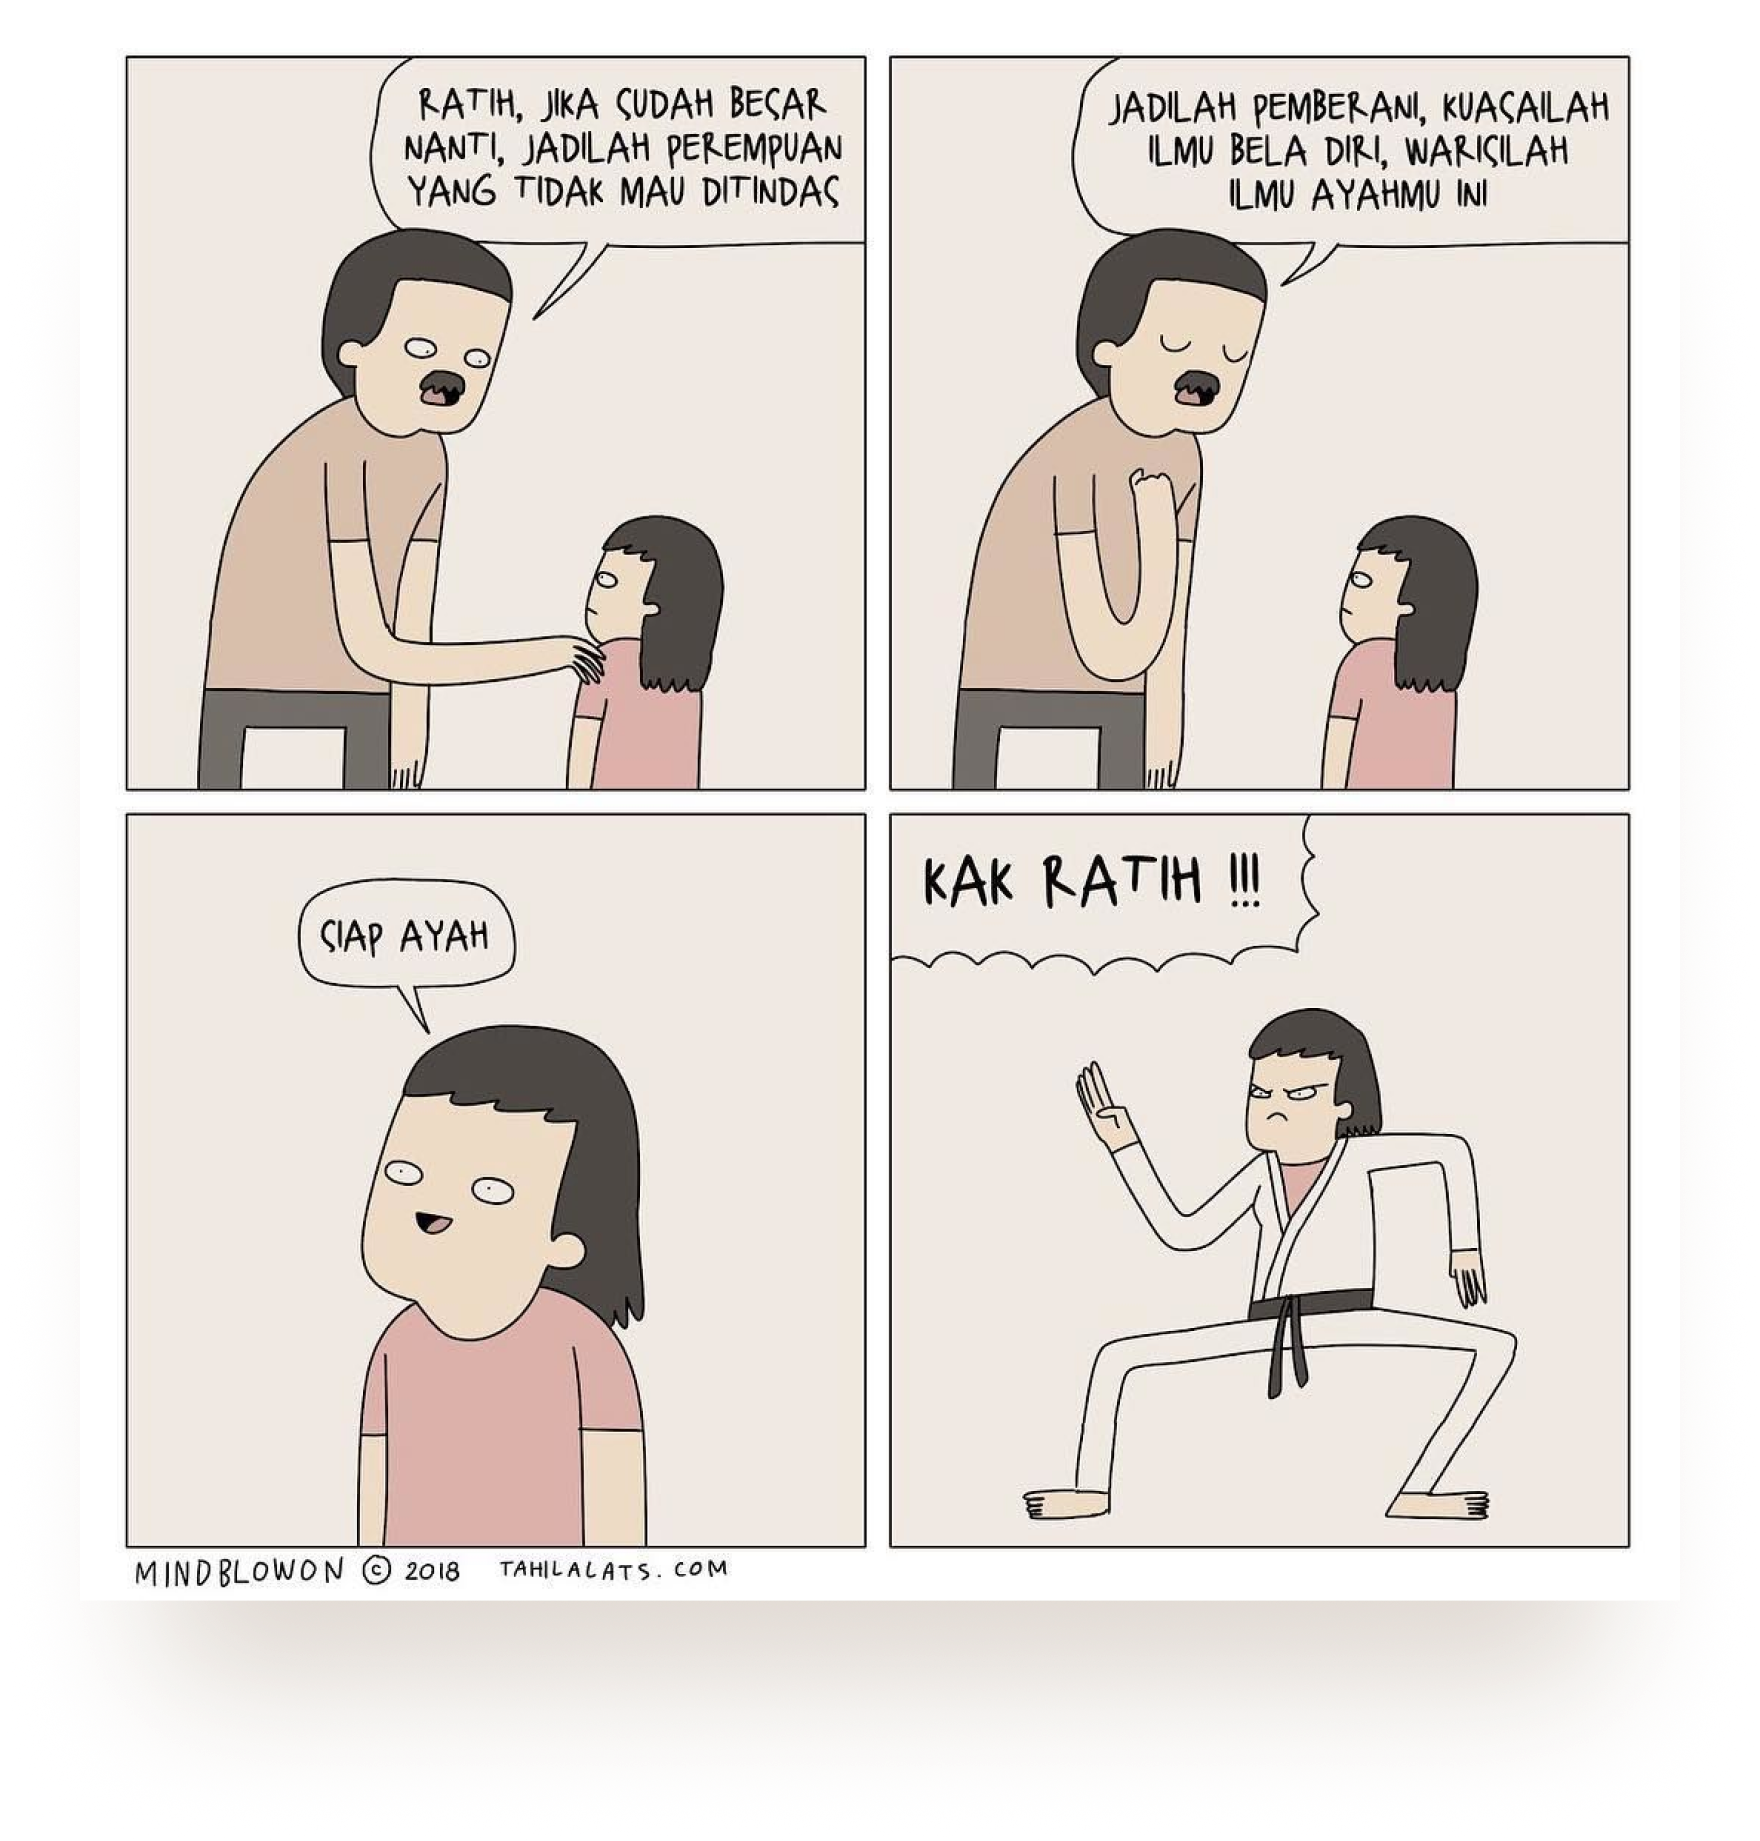 RATIH, JIKA SUDAH BESAR
NANTI, JADILAH PEREMPUAN
YANG TIDAK MAU DITINDAS
JADILAH PEMBERANI, KUASAILAH
ILMU BELA DIRI, WARISILAH
ILMU AYAHMU INI
SIAP AYAH
KAK RATIH !!!
MINDBLOWON © 2018 TAHILALATS.COM